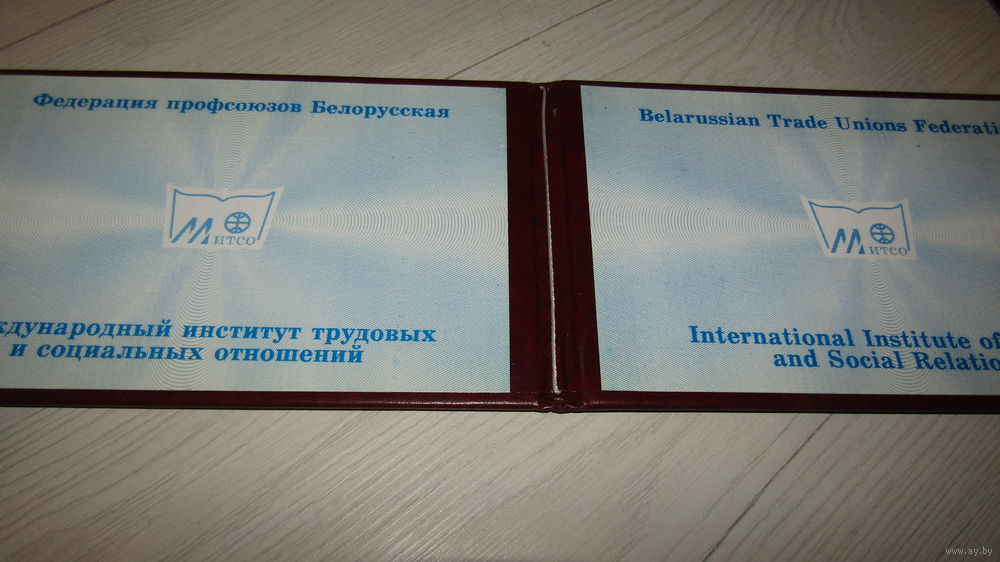 Федерация профсоюзов Белорусская
МИТСО
ждународный институт трудовых
и социальных отношений
Belarussian Trade Unions Federati
МИТСО
International Institute of
and Social Relatio
www.ay.by